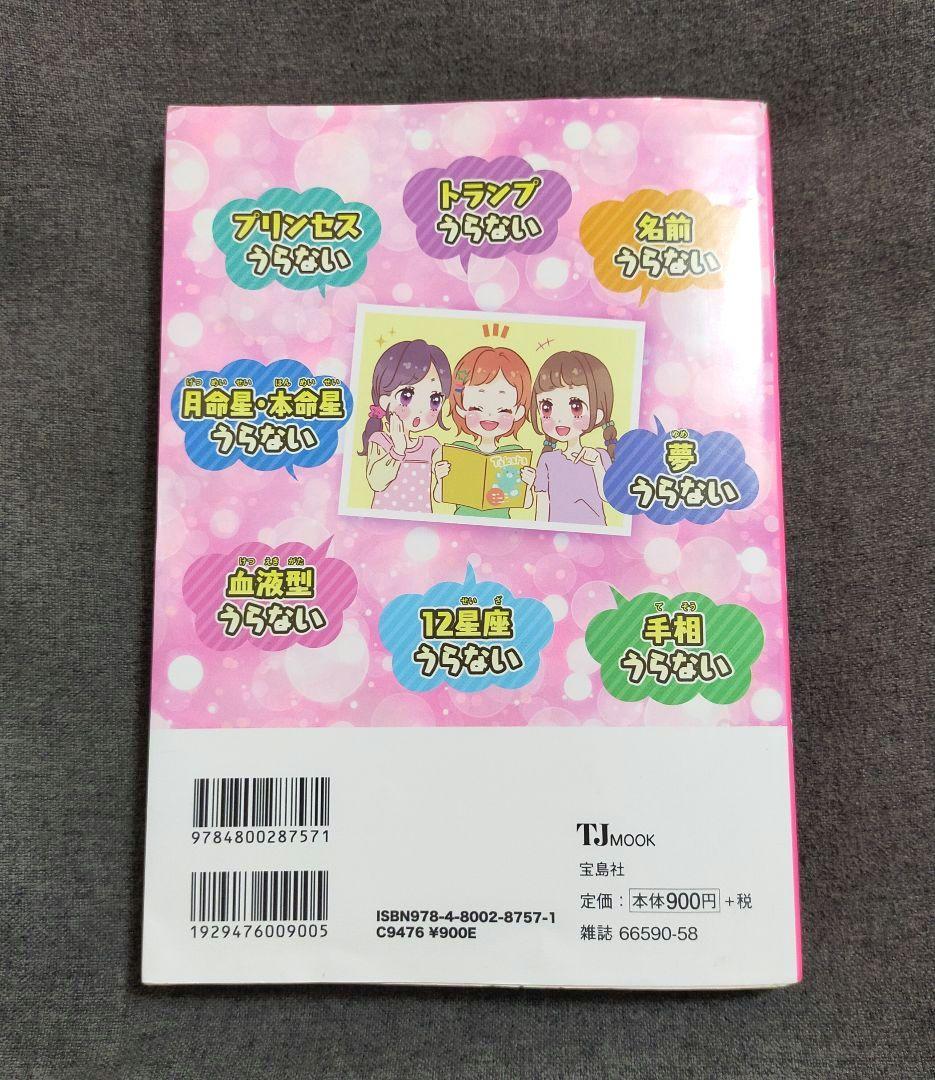 トランプ
うらない
プリンセス
うらない
名前
うらない
げつ めい せい ほん めい せい
月命星・本命星
うらない
Takara
ゆめ
夢
うらない
けつ えき がた
血液型
うらない
せい ざ
12星座
うらない
て そう
手相
うらない
9784800287571
1929476009005
ISBN978-4-8002-8757-1
C9476 ¥900E
TJ MOOK
宝島社
定価：本体900円+税
雑誌 66590-58